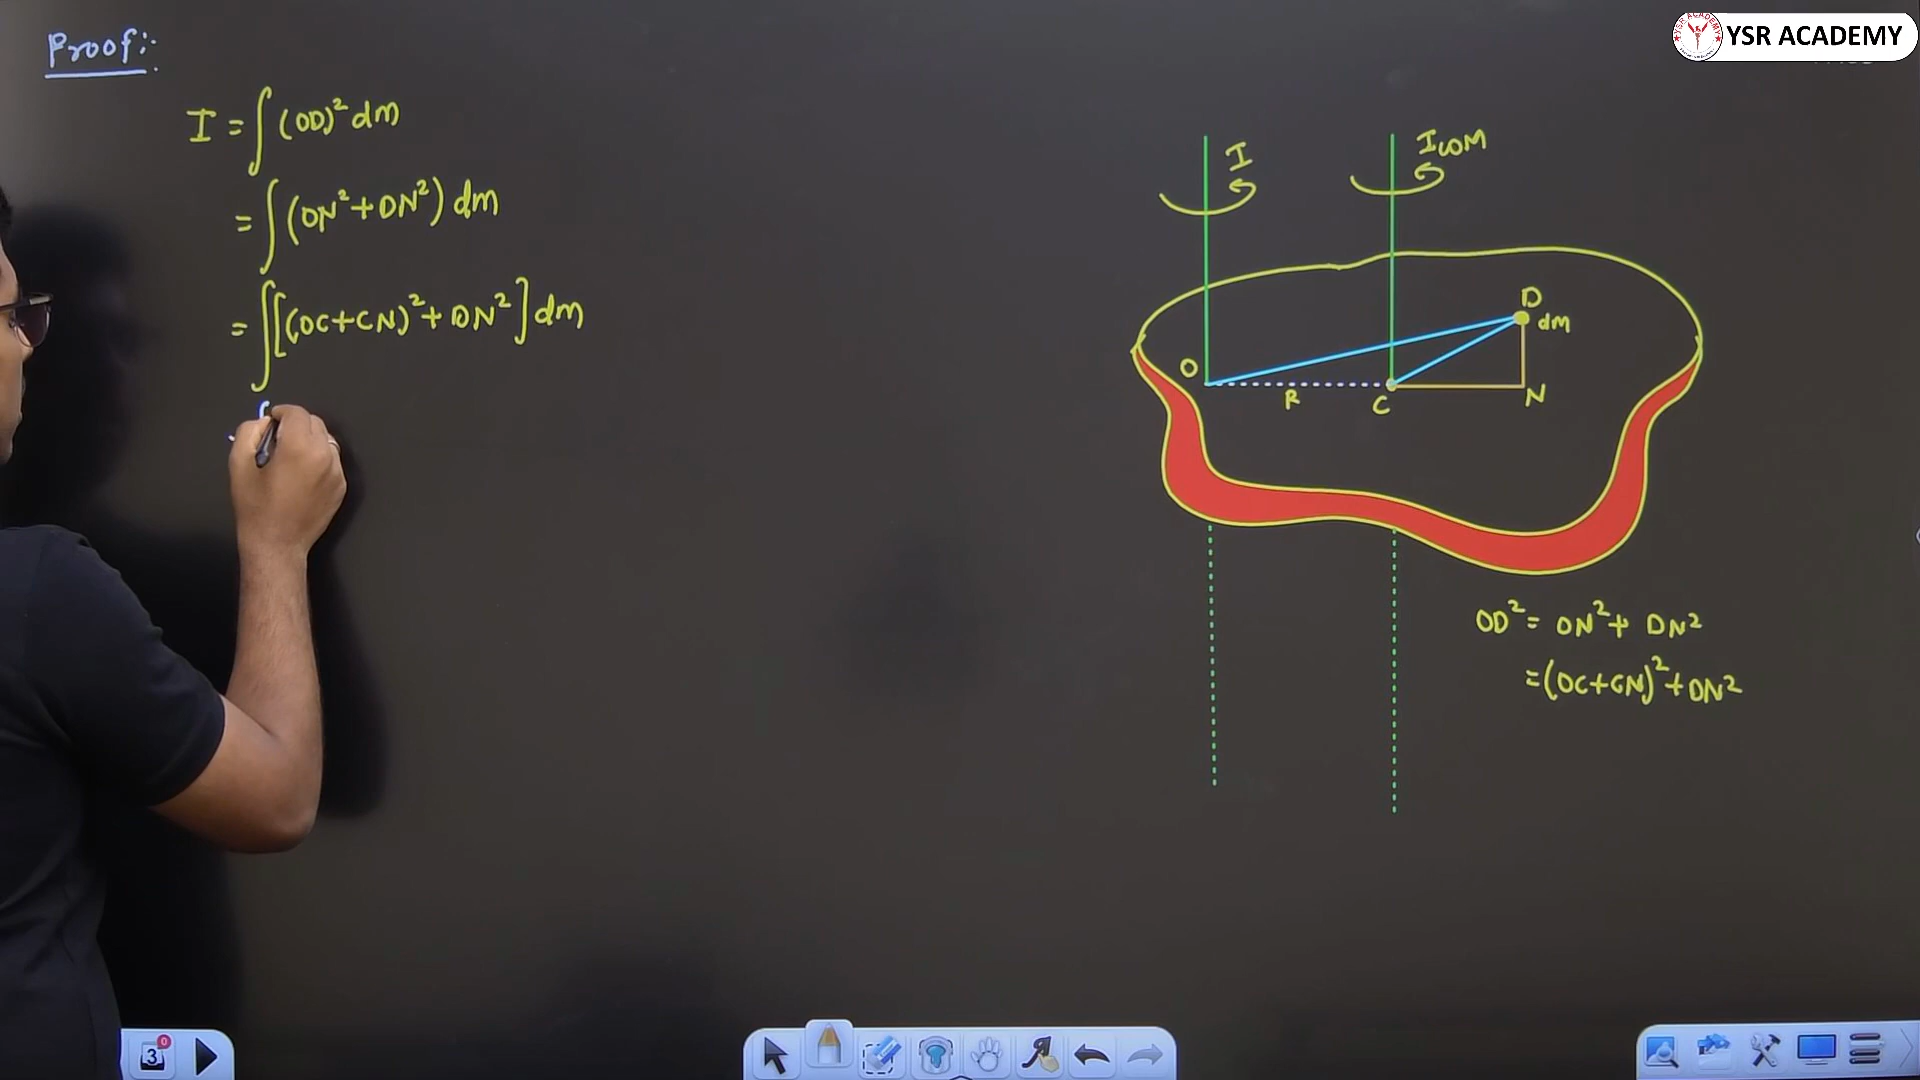 Proof:-
YSR ACADEMY
I = ∫(OD)² dm
= ∫(ON² + DN²) dm
= ∫[(OC+CN)² + DN²] dm
I
ICOM
D
dm
O
R
C
N
OD² = ON² + DN²
= (OC+CN)² + DN²
3
0